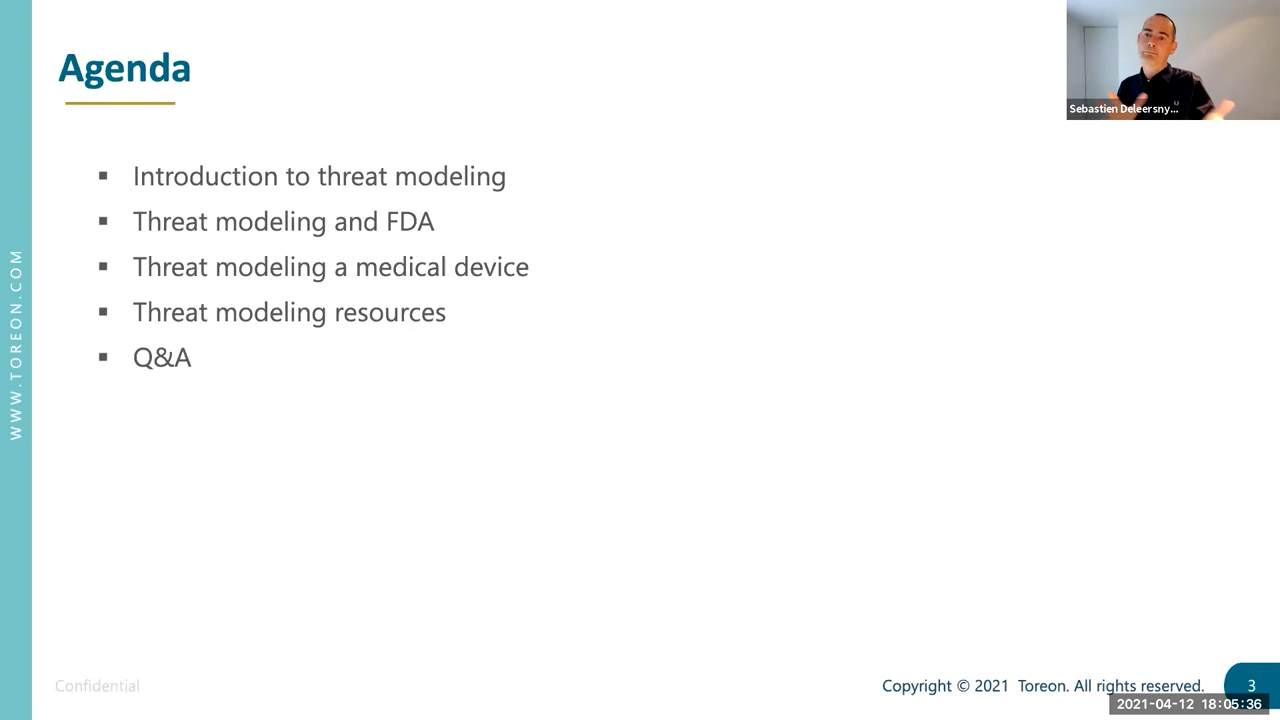 Agenda
Sebastien Deleersny...
▪ Introduction to threat modeling
▪ Threat modeling and FDA
▪ Threat modeling a medical device
▪ Threat modeling resources
▪ Q&A
WWW.TOREON.COM
Confidential
Copyright © 2021 Toreon. All rights reserved.
3
2021-04-12 18:05:36